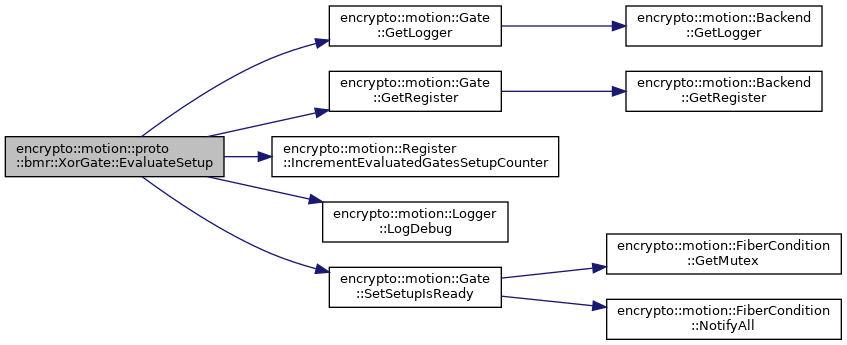 encrypto::motion::proto
::bmr::XorGate::EvaluateSetup
encrypto::motion::Gate
::GetLogger
encrypto::motion::Backend
::GetLogger
encrypto::motion::Gate
::GetRegister
encrypto::motion::Backend
::GetRegister
encrypto::motion::Register
::IncrementEvaluatedGatesSetupCounter
encrypto::motion::Logger
::LogDebug
encrypto::motion::Gate
::SetSetupIsReady
encrypto::motion::FiberCondition
::GetMutex
encrypto::motion::FiberCondition
::NotifyAll